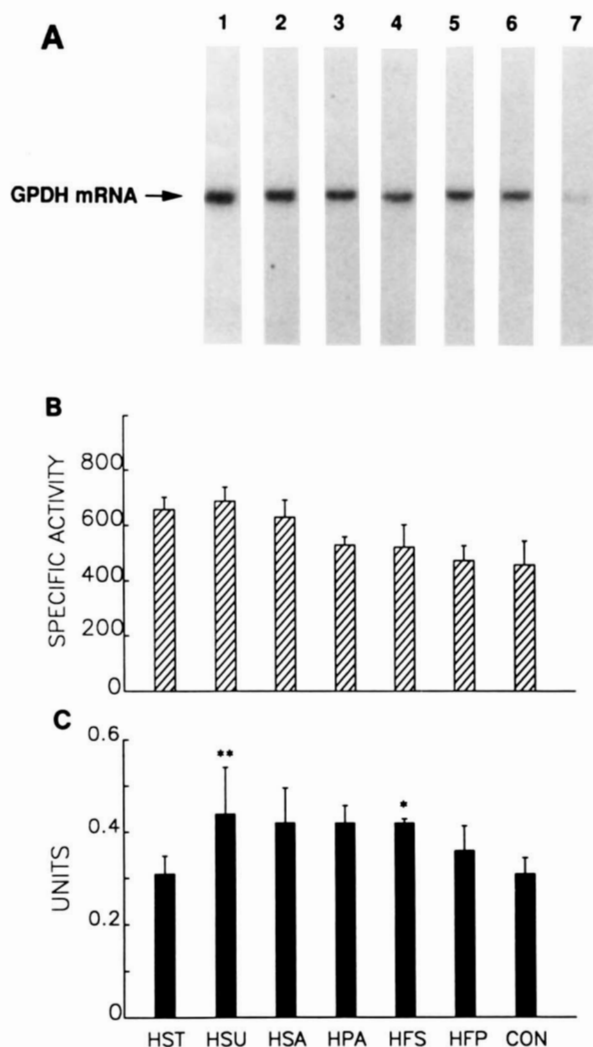 A 1 2 3 4 5 6 7
GPDH mRNA
B
800
600
400
200
0
SPECIFIC ACTIVITY
C
0.6
**
*
0.4
0.2
0
UNITS
HST HSU HSA HPA HFS HFP CON